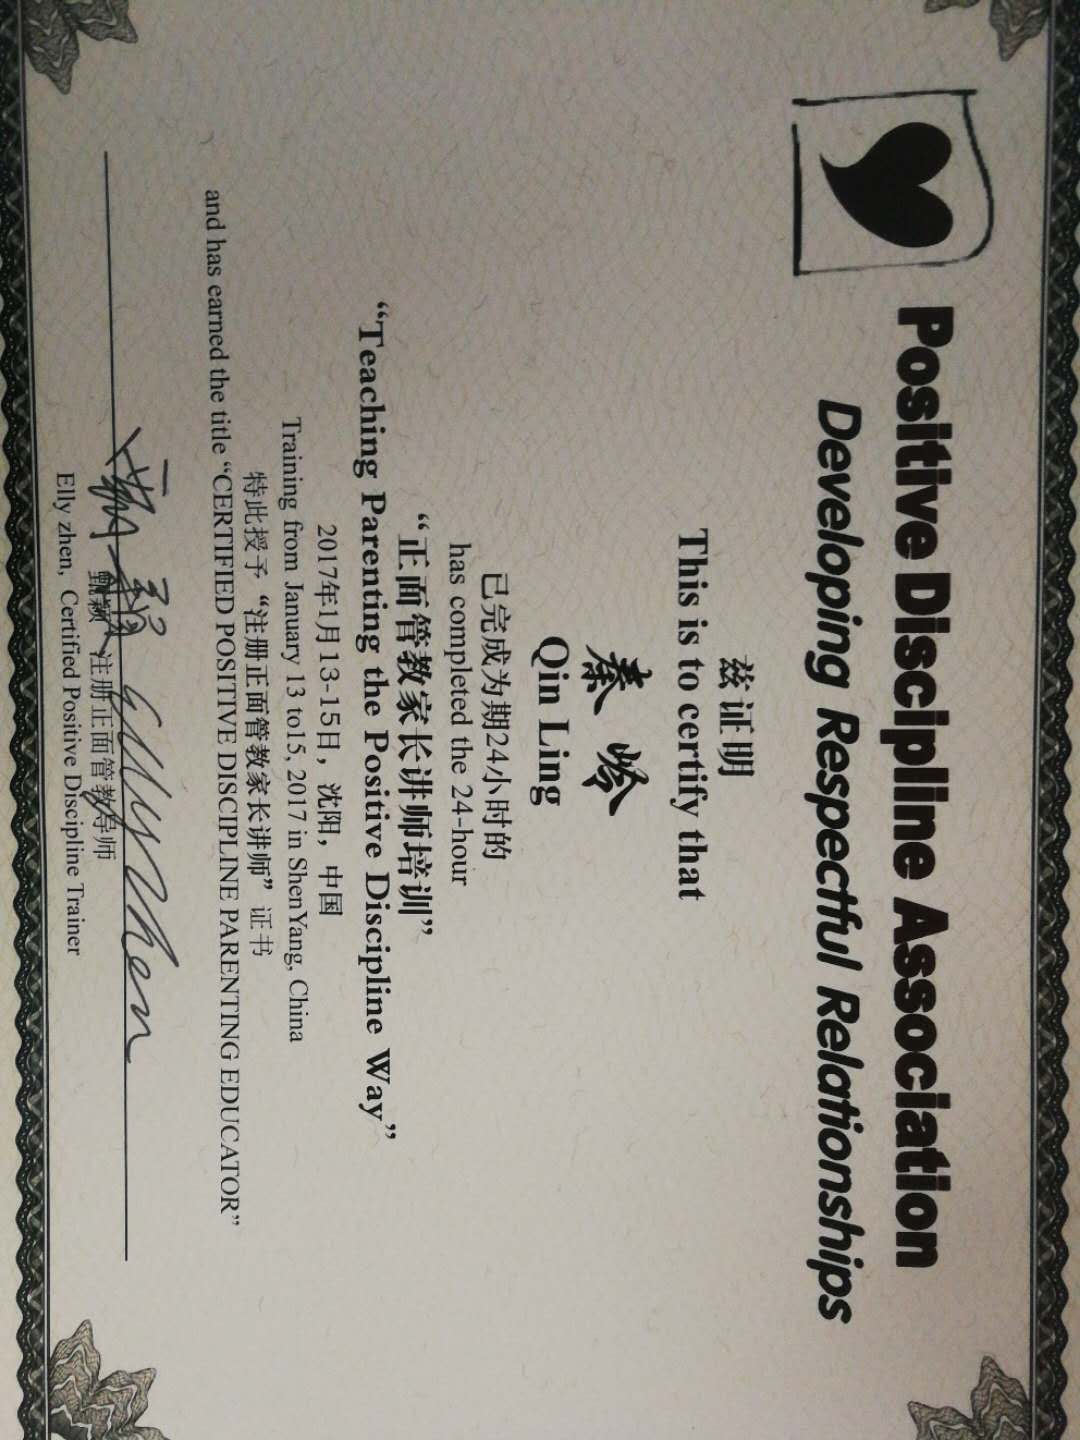 Positive Discipline Association
Developing Respectful Relationships
兹证明
This is to certify that
秦岭
Qin Ling
已完成为期24小时的
has completed the 24-hour
“正面管教家长讲师培训”
“Teaching Parenting the Positive Discipline Way”
2017年1月13-15日，沈阳，中国
Training from January 13 to15, 2017 in ShenYang, China
特此授予“注册正面管教家长讲师”证书
and has earned the title “CERTIFIED POSITIVE DISCIPLINE PARENTING EDUCATOR”
甄颖 Elly Zhen
甄颖 注册正面管教导师
Elly zhen, Certified Positive Discipline Trainer